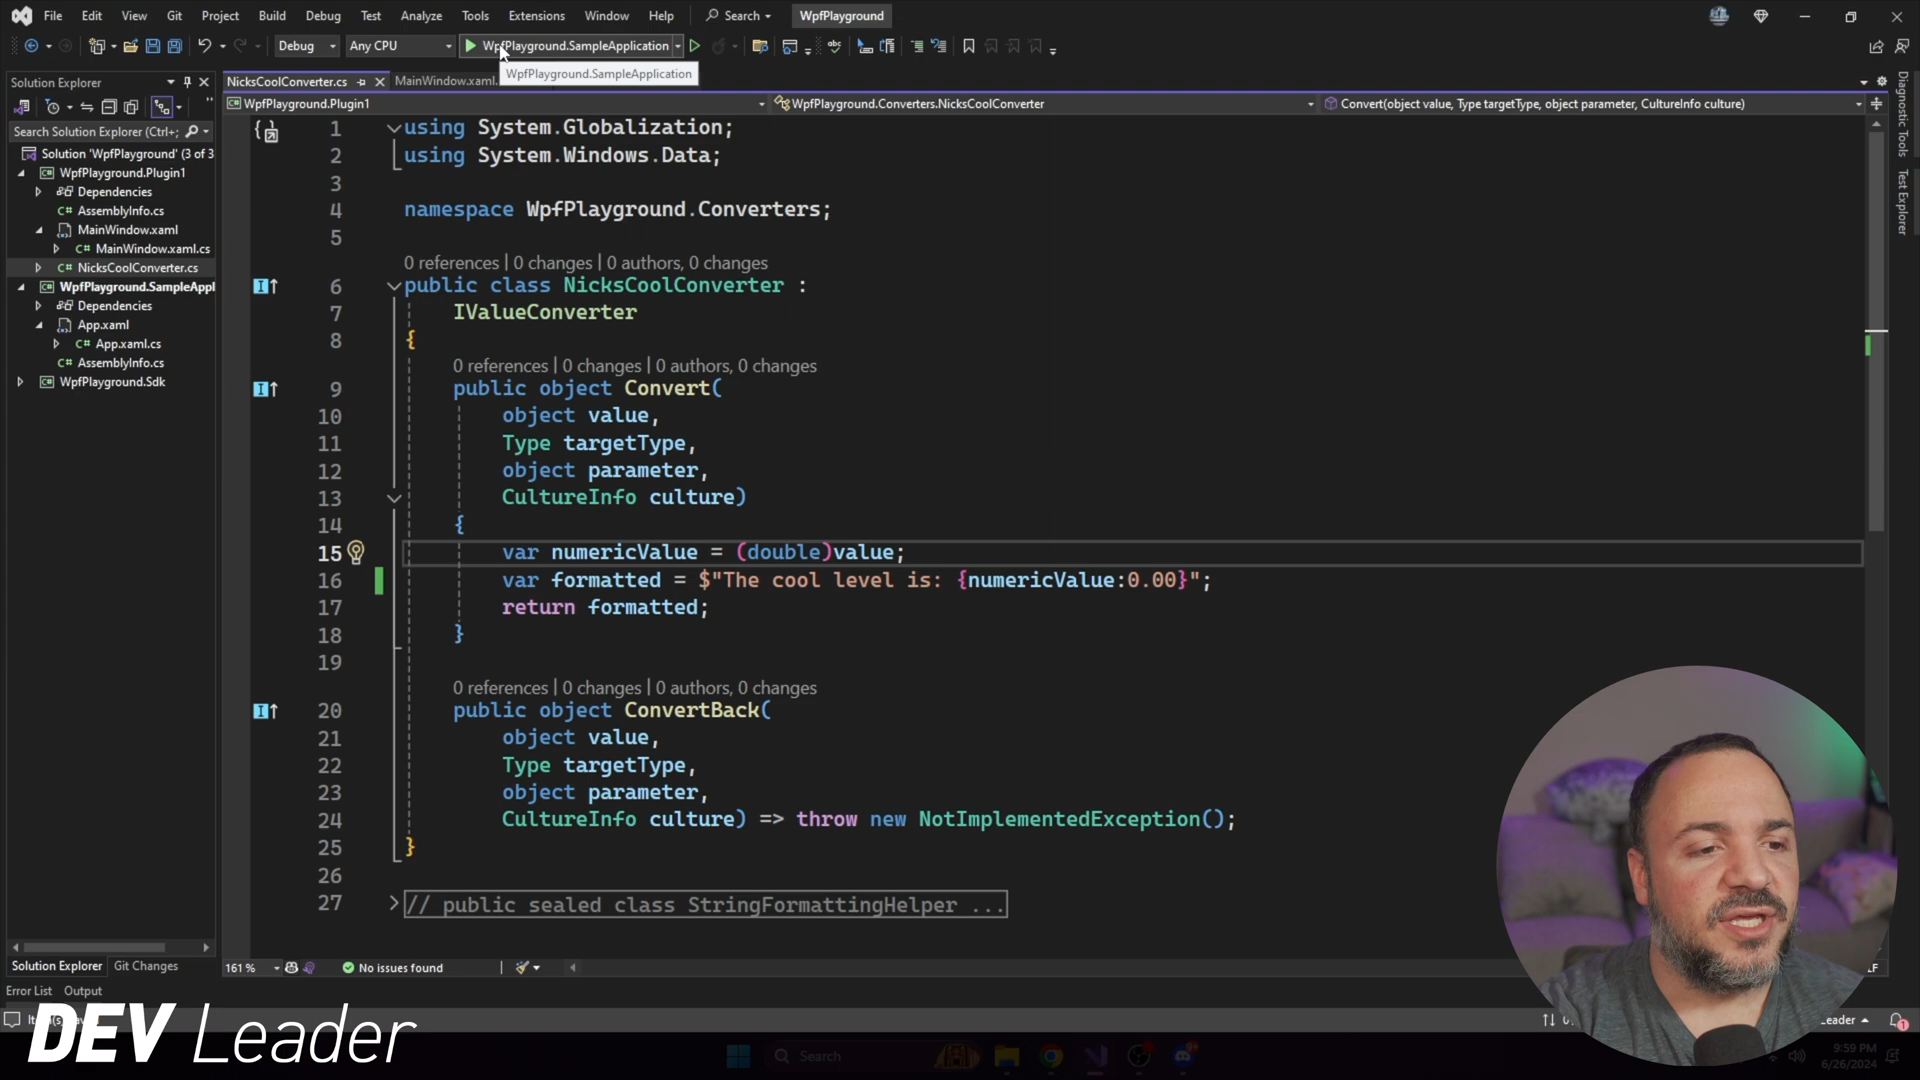 File Edit View Git Project Build Debug Test Analyze Tools Extensions Window Help Search WpfPlayground
Debug Any CPU WpfPlayground.SampleApplication
WpfPlayground.SampleApplication
Solution Explorer
NicksCoolConverter.cs MainWindow.xaml.
WpfPlayground.Plugin1 WpfPlayground.Converters.NicksCoolConverter Convert(object value, Type targetType, object parameter, CultureInfo culture)
Search Solution Explorer (Ctrl+;
Solution 'WpfPlayground' (3 of 3
WpfPlayground.Plugin1
Dependencies
C# AssemblyInfo.cs
MainWindow.xaml
C# MainWindow.xaml.cs
C# NicksCoolConverter.cs
WpfPlayground.SampleAppl
Dependencies
App.xaml
C# App.xaml.cs
C# AssemblyInfo.cs
WpfPlayground.Sdk
1 using System.Globalization;
2 using System.Windows.Data;
3
4 namespace WpfPlayground.Converters;
5
0 references | 0 changes | 0 authors, 0 changes
6 public class NicksCoolConverter :
7 IValueConverter
8 {
0 references | 0 changes | 0 authors, 0 changes
9 public object Convert(
10 object value,
11 Type targetType,
12 object parameter,
13 CultureInfo culture)
14 {
15 var numericValue = (double)value;
16 var formatted = $"The cool level is: {numericValue:0.00}";
17 return formatted;
18 }
19
0 references | 0 changes | 0 authors, 0 changes
20 public object ConvertBack(
21 object value,
22 Type targetType,
23 object parameter,
24 CultureInfo culture) => throw new NotImplementedException();
25 }
26
27 // public sealed class StringFormattingHelper ...
Diagnostic Tools
Test Explorer
Solution Explorer Git Changes
161 % No issues found
Error List Output
DEV Leader
Search
9:59 PM
6/26/2024